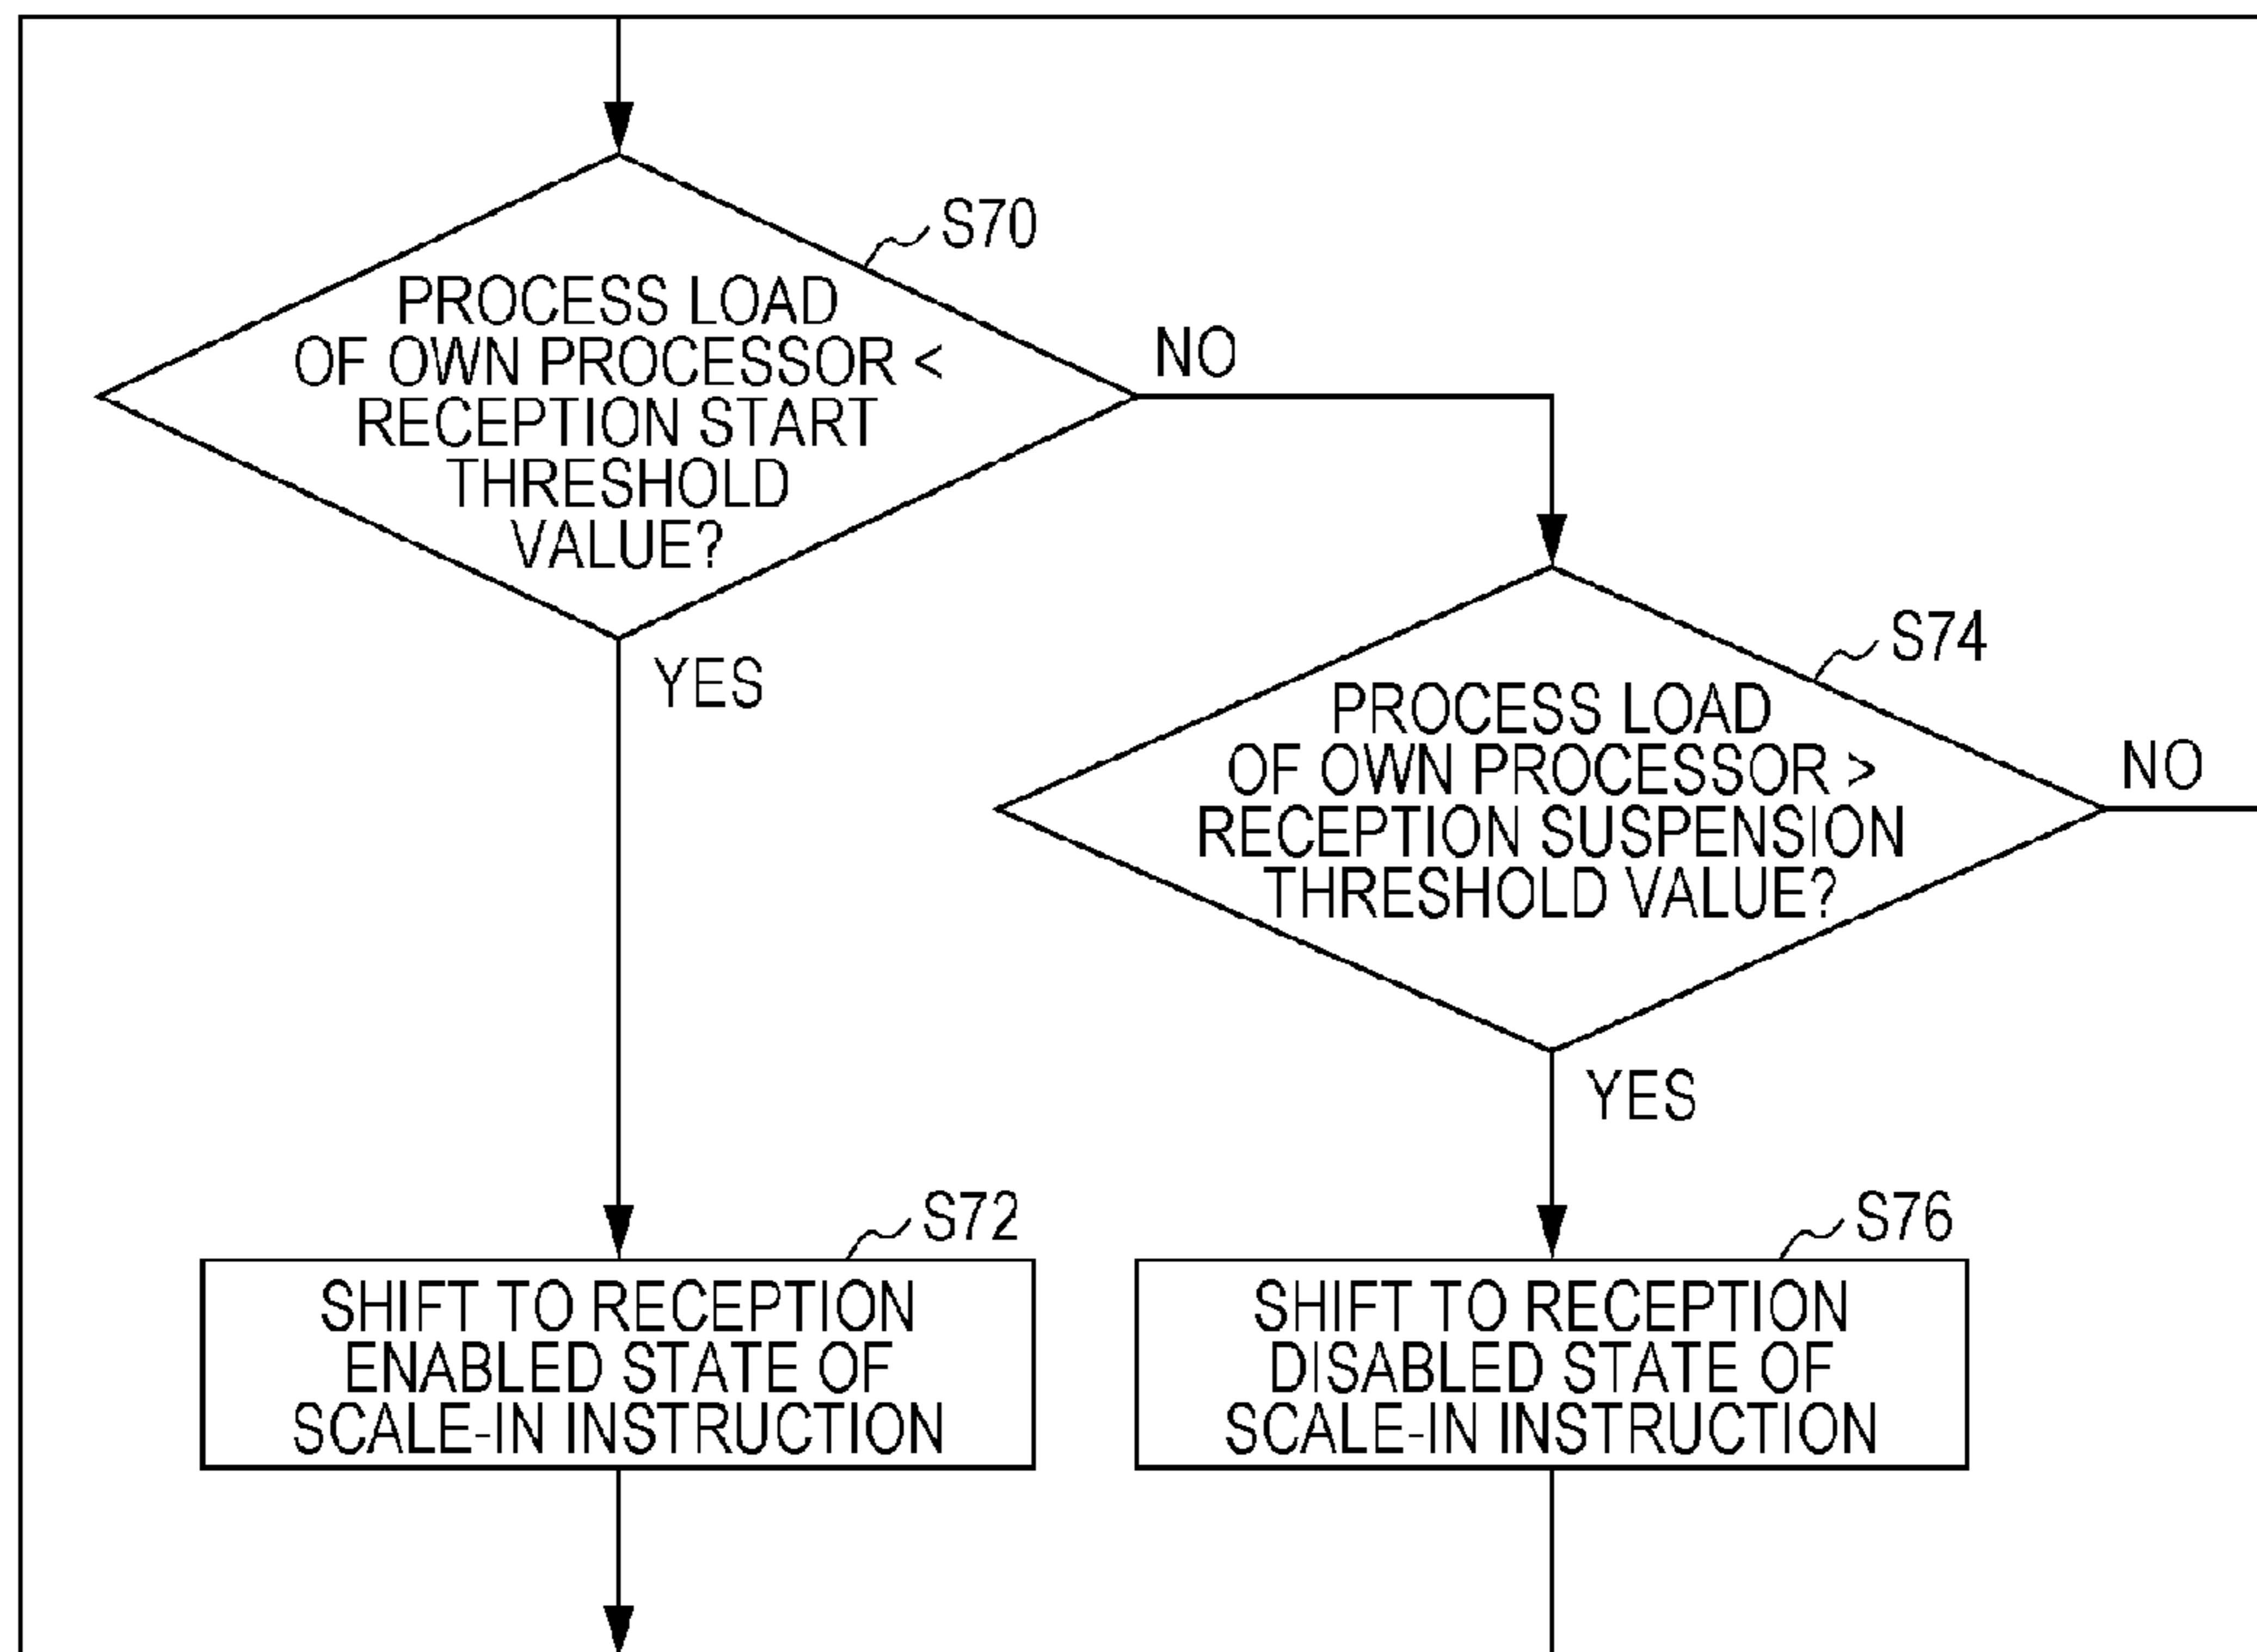 S70
PROCESS LOAD
OF OWN PROCESSOR <
RECEPTION START
THRESHOLD
VALUE?
NO
YES
S74
PROCESS LOAD
OF OWN PROCESSOR >
RECEPTION SUSPENSION
THRESHOLD VALUE?
NO
YES
S72
SHIFT TO RECEPTION
ENABLED STATE OF
SCALE-IN INSTRUCTION
S76
SHIFT TO RECEPTION
DISABLED STATE OF
SCALE-IN INSTRUCTION